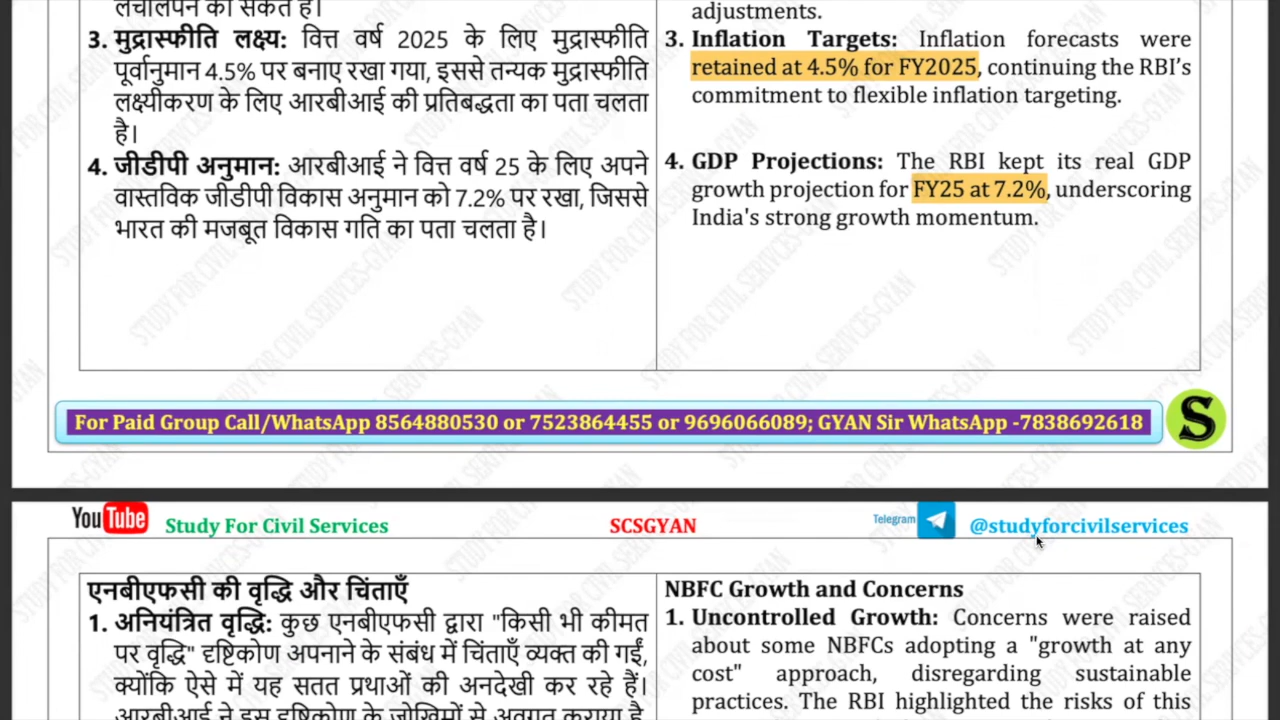 लचीलेपन का संकेत है।
3. मुद्रास्फीति लक्ष्य: वित्त वर्ष 2025 के लिए मुद्रास्फीति
पूर्वानुमान 4.5% पर बनाए रखा गया, इससे तन्यक मुद्रास्फीति
लक्ष्यीकरण के लिए आरबीआई की प्रतिबद्धता का पता चलता
है।
4. जीडीपी अनुमान: आरबीआई ने वित्त वर्ष 25 के लिए अपने
वास्तविक जीडीपी विकास अनुमान को 7.2% पर रखा, जिससे
भारत की मजबूत विकास गति का पता चलता है।
adjustments.
3. Inflation Targets: Inflation forecasts were
retained at 4.5% for FY2025, continuing the RBI's
commitment to flexible inflation targeting.
4. GDP Projections: The RBI kept its real GDP
growth projection for FY25 at 7.2%, underscoring
India's strong growth momentum.
For Paid Group Call/WhatsApp 8564880530 or 7523864455 or 9696066089; GYAN Sir WhatsApp -7838692618
S
YouTube Study For Civil Services SCSGYAN Telegram @studyforcivilservices
एनबीएफसी की वृद्धि और चिंताएँ
1. अनियंत्रित वृद्धि: कुछ एनबीएफसी द्वारा "किसी भी कीमत
पर वृद्धि" दृष्टिकोण अपनाने के संबंध में चिंताएँ व्यक्त की गईं,
क्योंकि ऐसे में यह सतत प्रथाओं की अनदेखी कर रहे हैं।
आरबीआई ने इस दृष्टिकोण के जोखिमों से अवगत कराया है
NBFC Growth and Concerns
1. Uncontrolled Growth: Concerns were raised
about some NBFCs adopting a "growth at any
cost" approach, disregarding sustainable
practices. The RBI highlighted the risks of this